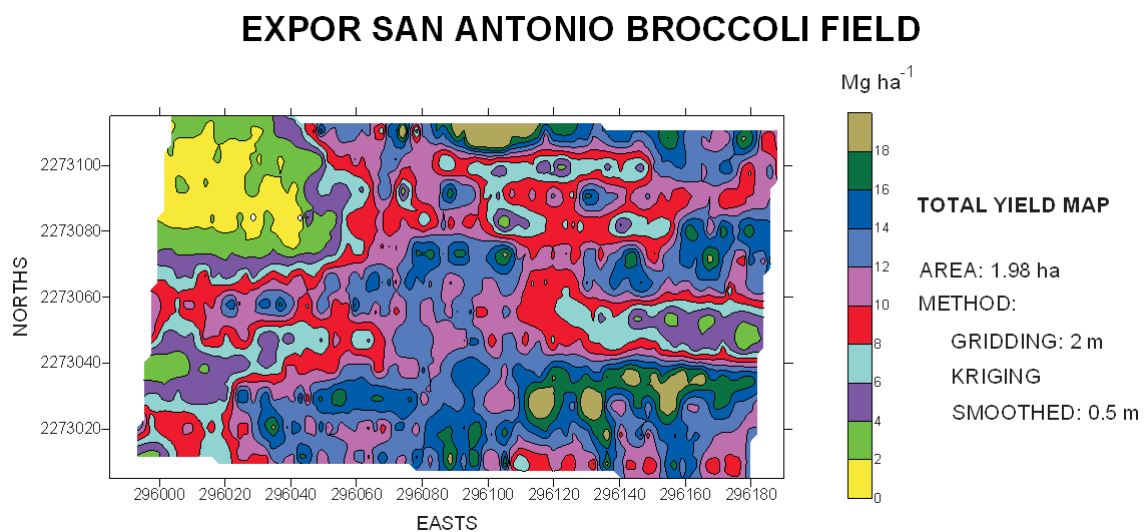 EXPOR SAN ANTONIO BROCCOLI FIELD
Mg ha-1
18
16
14
12
10
8
6
4
2
0
TOTAL YIELD MAP
AREA: 1.98 ha
METHOD:
GRIDDING: 2 m
KRIGING
SMOOTHED: 0.5 m
NORTHS
2273100
2273080
2273060
2273040
2273020
296000 296020 296040 296060 296080 296100 296120 296140 296160 296180
EASTS